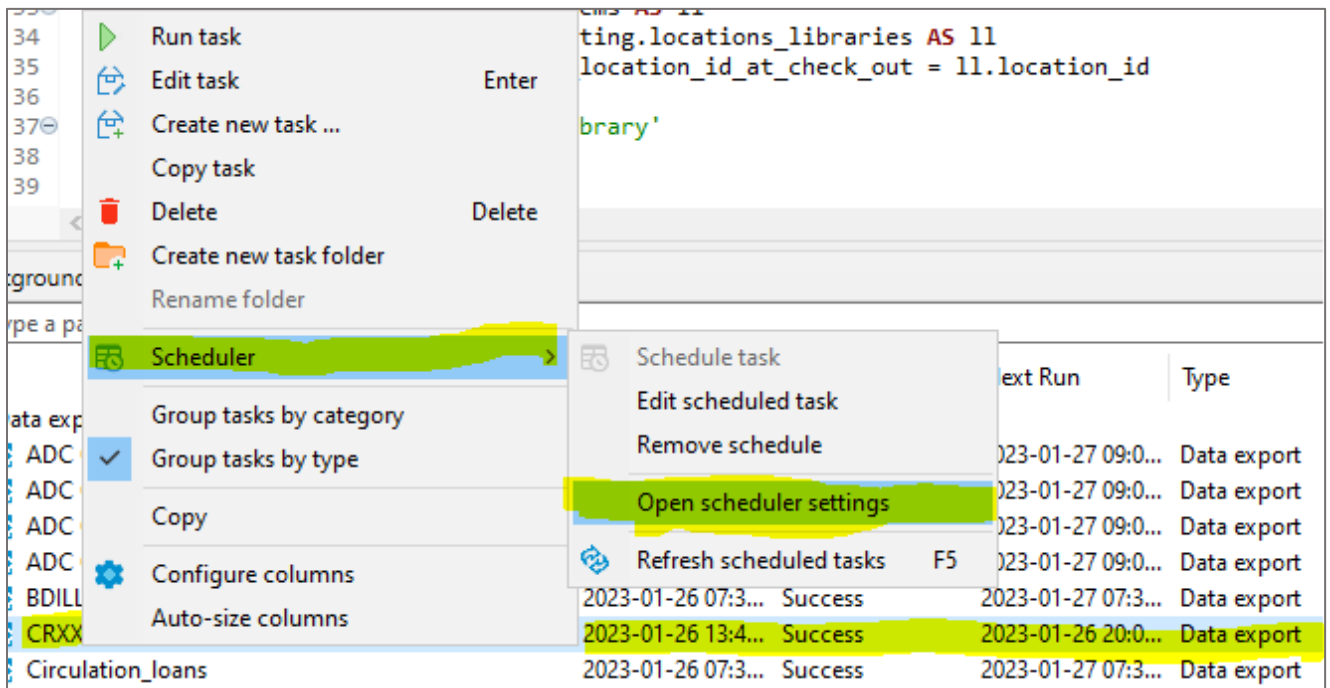 34 ting.locations_libraries AS ll
35 location_id_at_check_out = ll.location_id
36
37 brary'
38
39
Run task
Edit task Enter
Create new task ...
Copy task
Delete Delete
Create new task folder
Rename folder
Scheduler
Group tasks by category
Group tasks by type
Copy
Configure columns
Auto-size columns
Schedule task
Edit scheduled task
Remove schedule
Open scheduler settings
Refresh scheduled tasks F5
ext Run Type
ata exp
ADC 023-01-27 09:0... Data export
ADC 023-01-27 09:0... Data export
ADC 023-01-27 09:0... Data export
ADC 023-01-27 09:0... Data export
BDILL 2023-01-26 07:3... Success 2023-01-27 07:3... Data export
CRXX 2023-01-26 13:4... Success 2023-01-26 20:0... Data export
Circulation_loans 2023-01-26 07:3... Success 2023-01-27 07:3... Data export